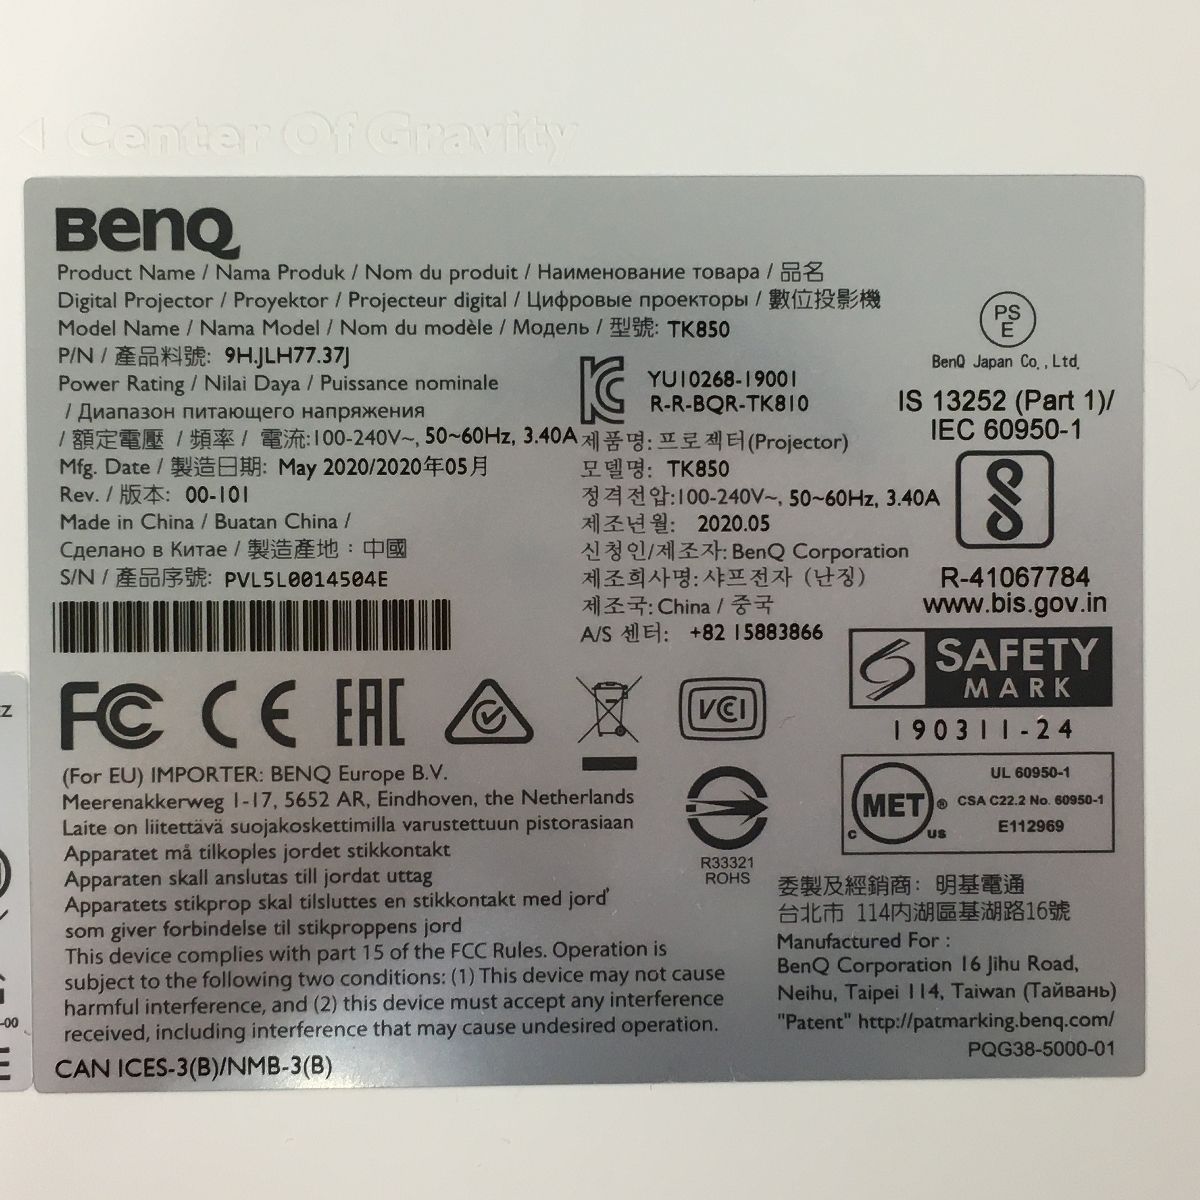 Center Of Gravity
BenQ
Product Name / Nama Produk / Nom du produit / Наименование товара / 品名
Digital Projector / Proyektor / Projecteur digital / Цифровые проекторы / 數位投影機
Model Name / Nama Model / Nom du modèle / Модель / 型號: TK850
P/N / 產品料號: 9H.JLH77.37J
Power Rating / Nilai Daya / Puissance nominale
/ Диапазон питающего напряжения
/ 額定電壓 / 頻率 / 電流:100-240V~, 50~60Hz, 3.40A
Mfg. Date / 製造日期: May 2020/2020年05月
Rev. / 版本: 00-101
Made in China / Buatan China /
Сделано в Китае / 製造產地：中國
S/N / 產品序號: PVL5L0014504E
YU10268-19001
R-R-BQR-TK810
제품명: 프로젝터(Projector)
모델명: TK850
정격전압:100-240V~, 50~60Hz, 3.40A
제조년월: 2020.05
신청인/제조자: BenQ Corporation
제조회사명: 샤프전자 (난징)
제조국: China / 중국
A/S 센터: +82 15883866
PS
E
BenQ Japan Co., Ltd.
IS 13252 (Part 1)/
IEC 60950-1
R-41067784
www.bis.gov.in
SAFETY
MARK
190311-24
FC CE EAC
VCI
R33321
ROHS
MET
c us
®
UL 60950-1
CSA C22.2 No. 60950-1
E112969
(For EU) IMPORTER: BENQ Europe B.V.
Meerenakkerweg 1-17, 5652 AR, Eindhoven, the Netherlands
Laite on liitettävä suojakoskettimilla varustettuun pistorasiaan
Apparatet må tilkoples jordet stikkontakt
Apparaten skall anslutas till jordat uttag
Apparatets stikprop skal tilsluttes en stikkontakt med jord'
som giver forbindelse til stikproppens jord
This device complies with part 15 of the FCC Rules. Operation is
subject to the following two conditions: (1) This device may not cause
harmful interference, and (2) this device must accept any interference
received, including interference that may cause undesired operation.
CAN ICES-3(B)/NMB-3(B)
委製及經銷商: 明基電通
台北市 114內湖區基湖路16號
Manufactured For :
BenQ Corporation 16 Jihu Road,
Neihu, Taipei 114, Taiwan (Тайвань)
"Patent" http://patmarking.benq.com/
PQG38-5000-01